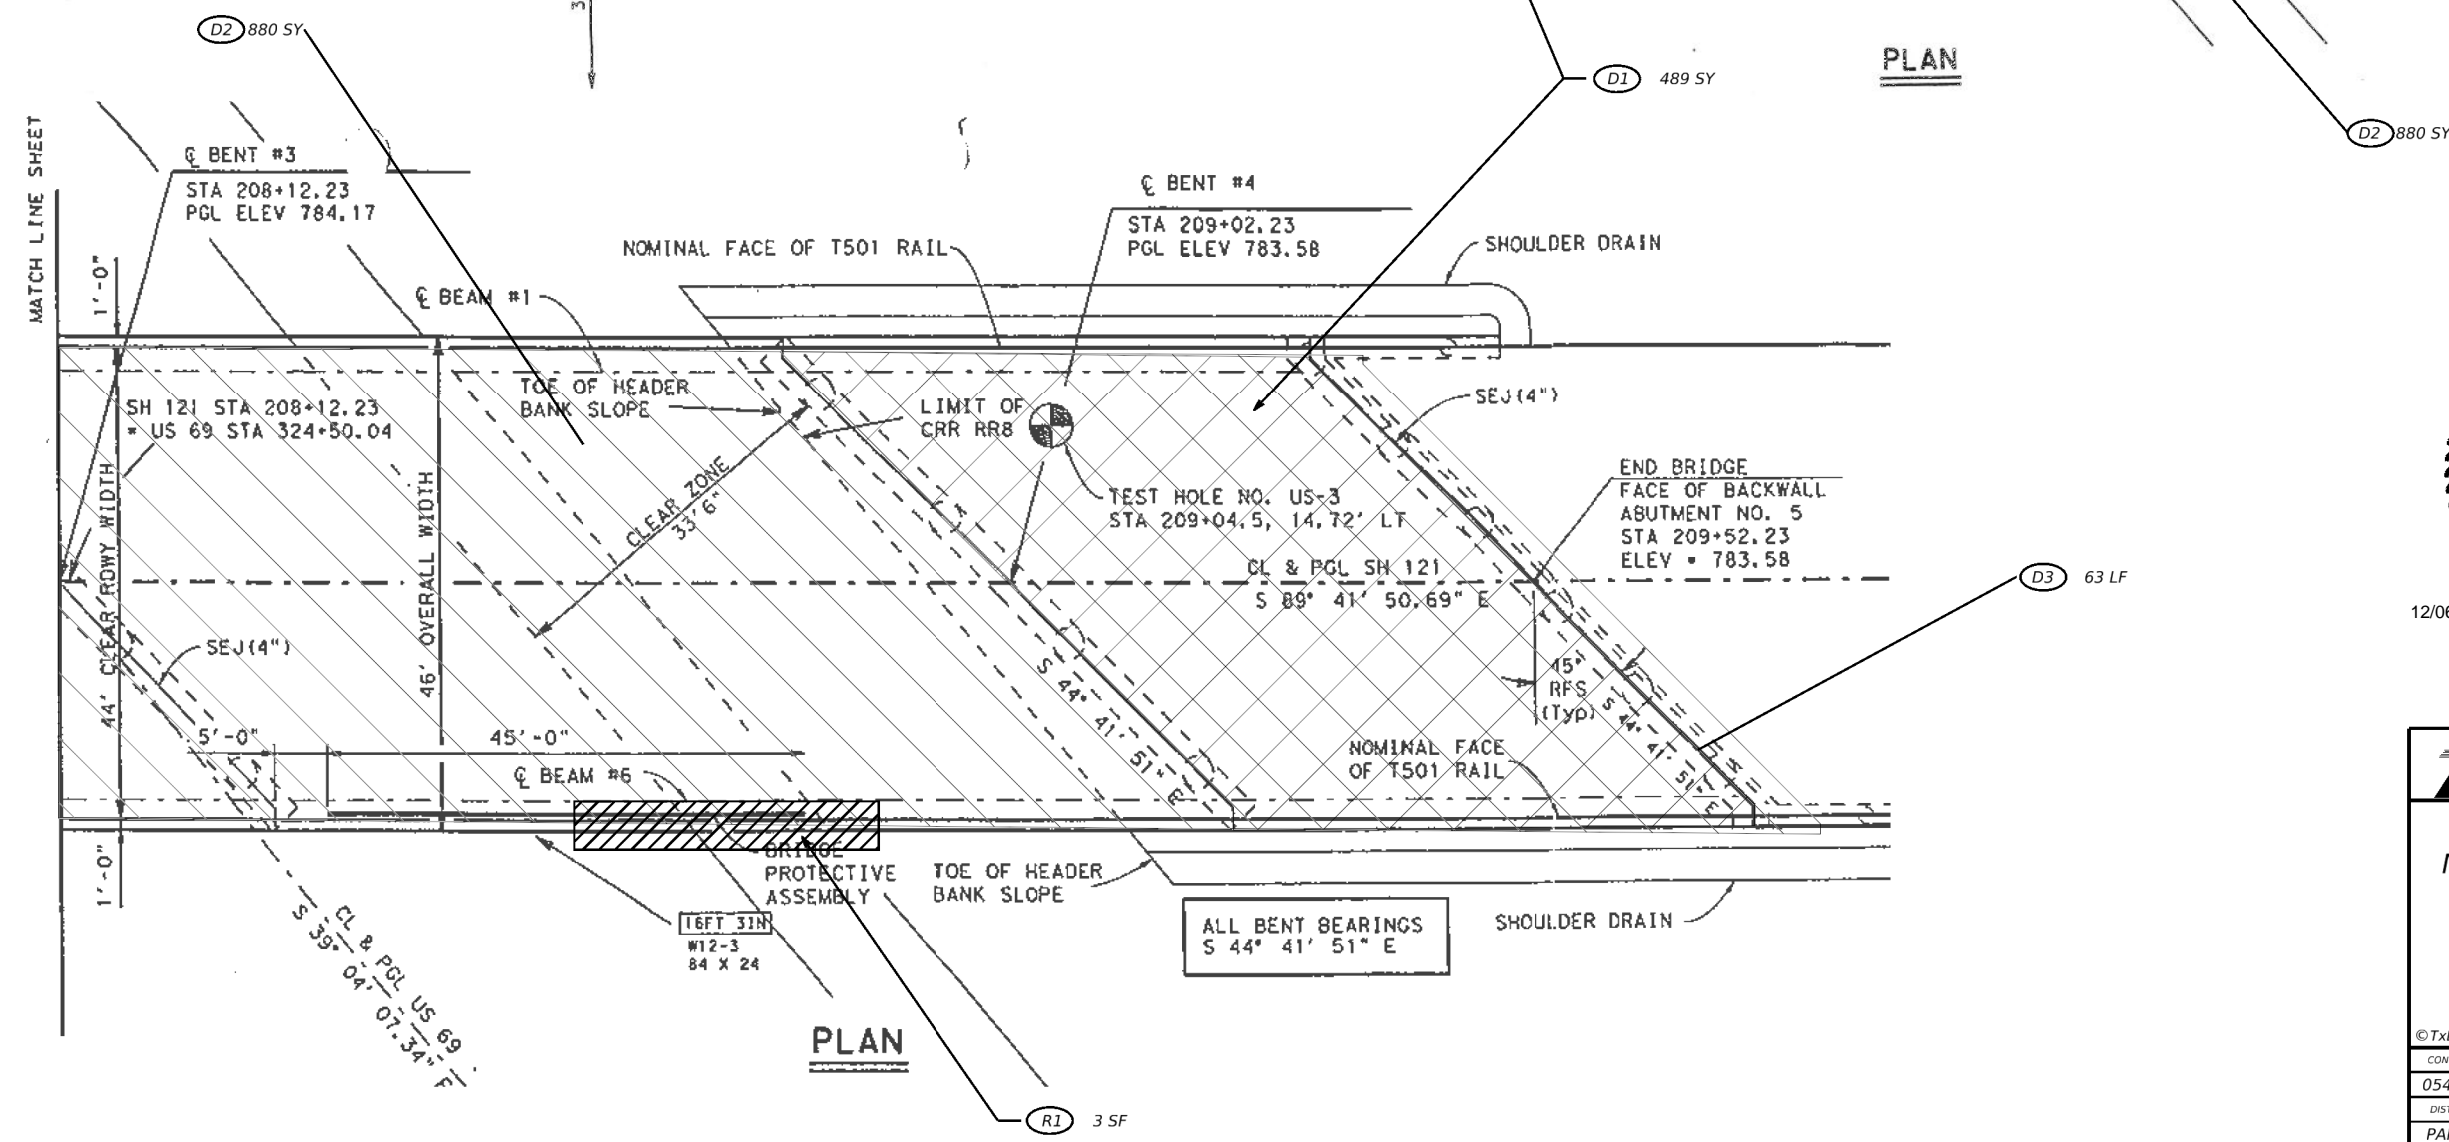 D2 880 SY
D1 489 SY
PLAN
D2 880 SY
MATCH LINE SHEET
℄ BENT #3
STA 208+12.23
PGL ELEV 784.17
℄ BENT #4
STA 209+02.23
PGL ELEV 783.58
NOMINAL FACE OF T501 RAIL
SHOULDER DRAIN
1'-0"
℄ BEAM #1
TOE OF HEADER
BANK SLOPE
SH 121 STA 208+12.23
= US 69 STA 324+50.04
LIMIT OF
CRR RR8
SEJ(4")
CLEAR ZONE
33'6"
44' CLEAR RDWY WIDTH
46' OVERALL WIDTH
TEST HOLE NO. US-3
STA 209+04.5, 14.72' LT
END BRIDGE
FACE OF BACKWALL
ABUTMENT NO. 5
STA 209+52.23
ELEV = 783.58
CL & PGL SH 121
S 89° 41' 50.69" E
D3 63 LF
12/06
SEJ(4")
45°
RFS
(Typ)
S 44° 41' 51" E
S 44° 41' 51" E
5'-0"
45'-0"
℄ BEAM #6
NOMINAL FACE
OF T501 RAIL
1'-0"
BRIDGE
PROTECTIVE
ASSEMBLY
TOE OF HEADER
BANK SLOPE
16FT 3IN
W12-3
84 X 24
ALL BENT BEARINGS
S 44° 41' 51" E
SHOULDER DRAIN
CL & PGL US 69
S 39° 04' 07.34" E
PLAN
R1 3 SF
©Tx
CON
054
DIS
PA